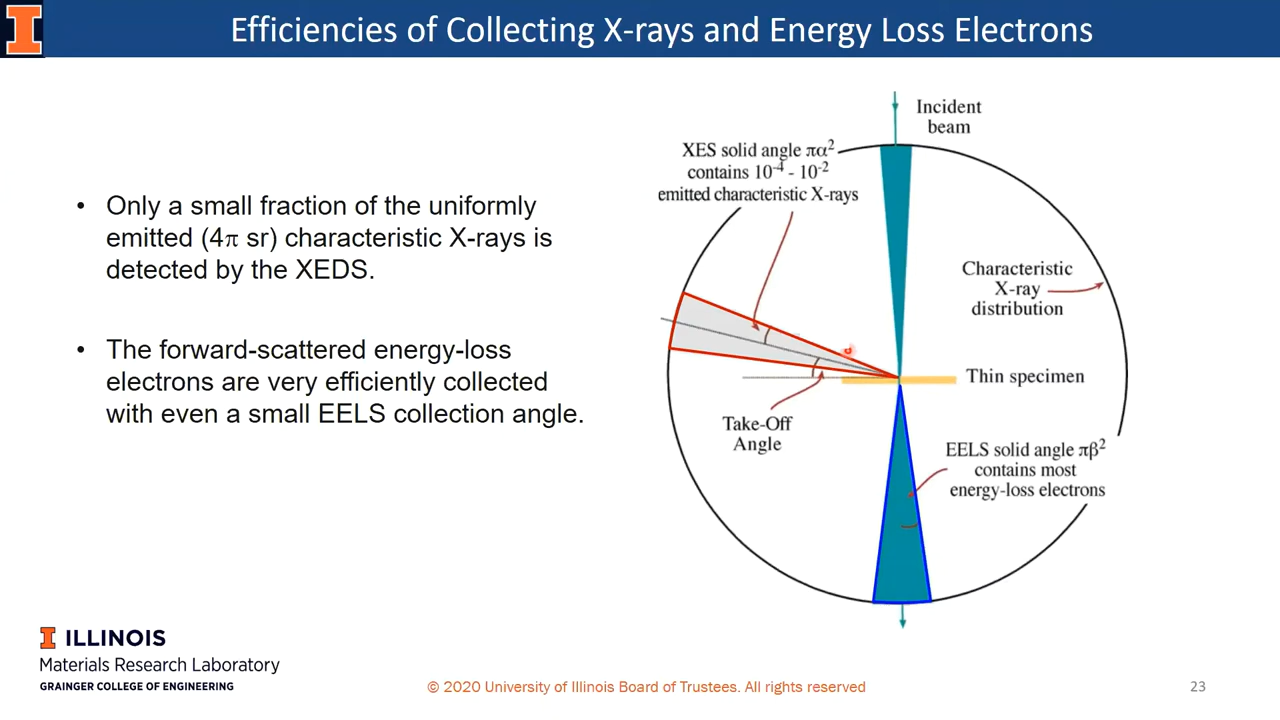 Efficiencies of Collecting X-rays and Energy Loss Electrons
• Only a small fraction of the uniformly
emitted (4π sr) characteristic X-rays is
detected by the XEDS.
• The forward-scattered energy-loss
electrons are very efficiently collected
with even a small EELS collection angle.
Incident
beam
XES solid angle πα²
contains 10⁻⁴ - 10⁻²
emitted characteristic X-rays
Characteristic
X-ray
distribution
Thin specimen
Take-Off
Angle
EELS solid angle πβ²
contains most
energy-loss electrons
I ILLINOIS
Materials Research Laboratory
GRAINGER COLLEGE OF ENGINEERING
© 2020 University of Illinois Board of Trustees. All rights reserved
23